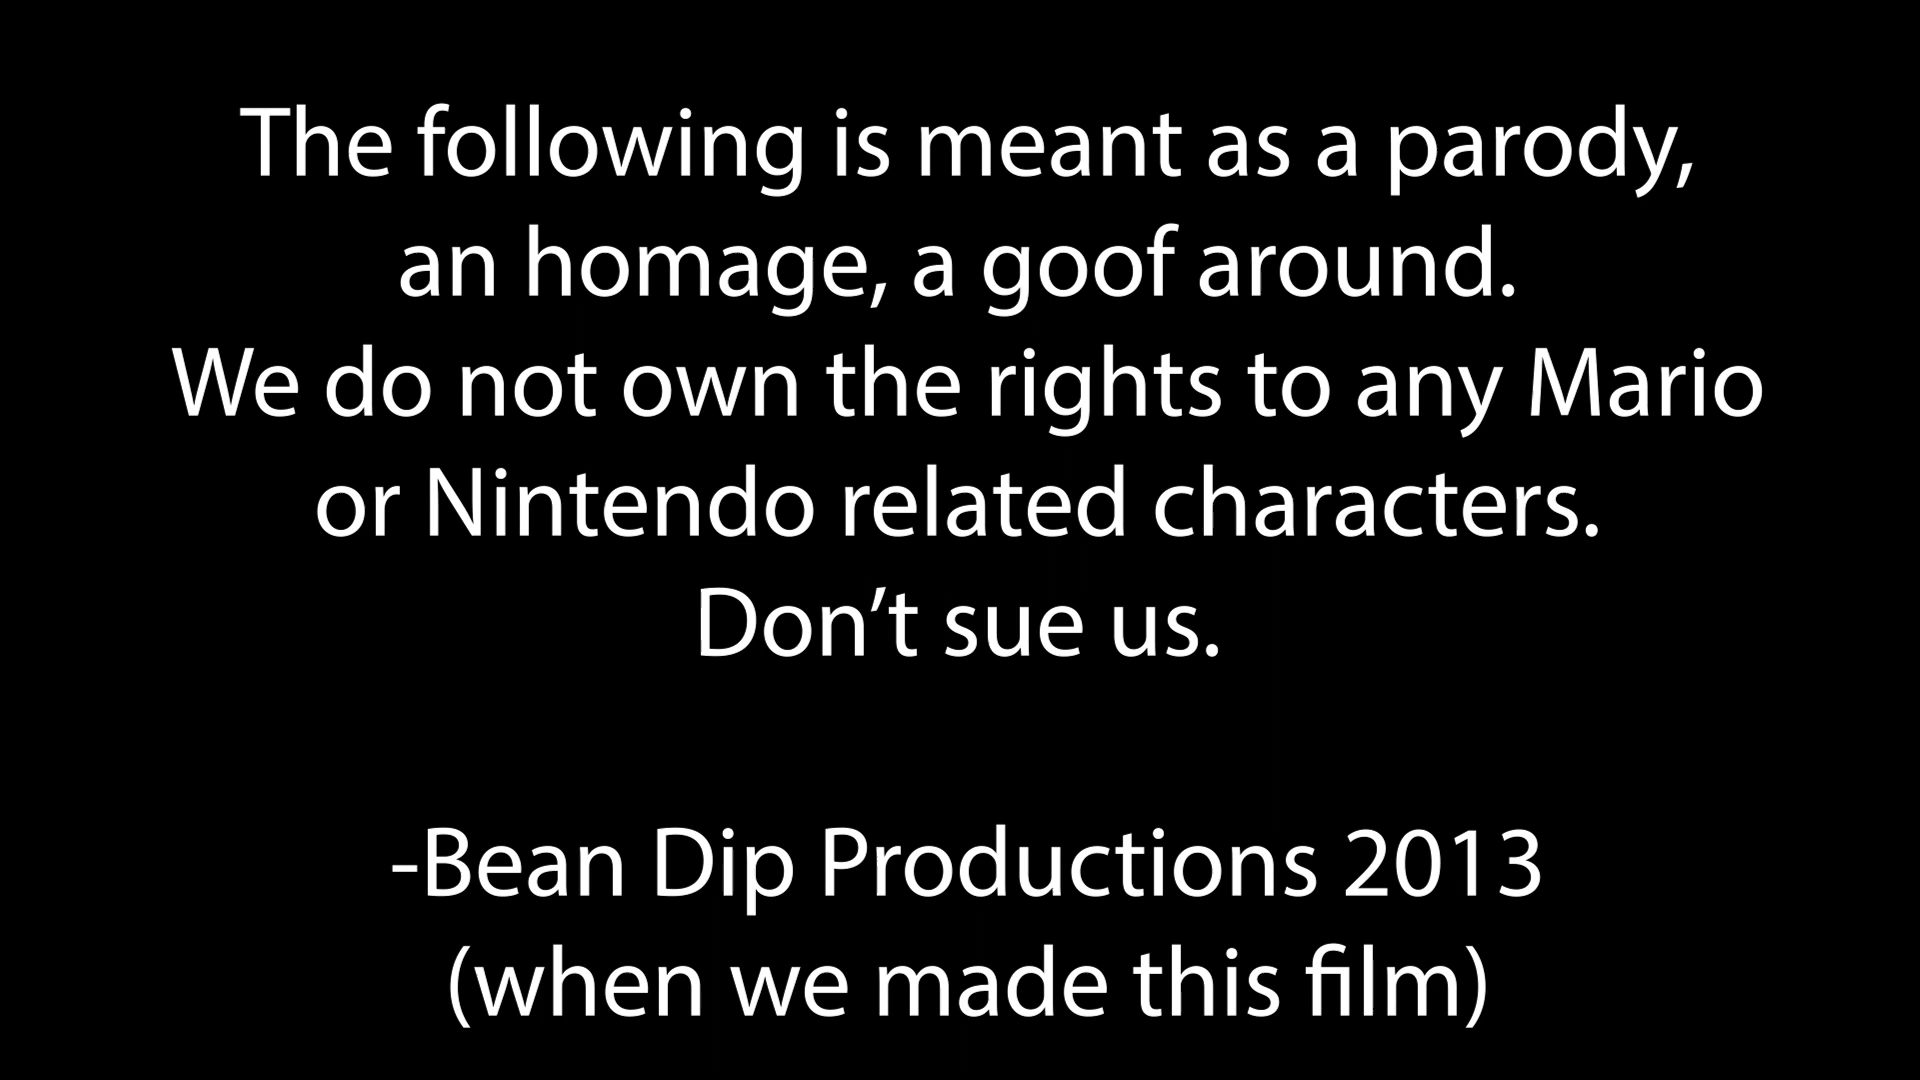 The following is meant as a parody,
an homage, a goof around.
We do not own the rights to any Mario
or Nintendo related characters.
Don’t sue us.
-Bean Dip Productions 2013
(when we made this film)